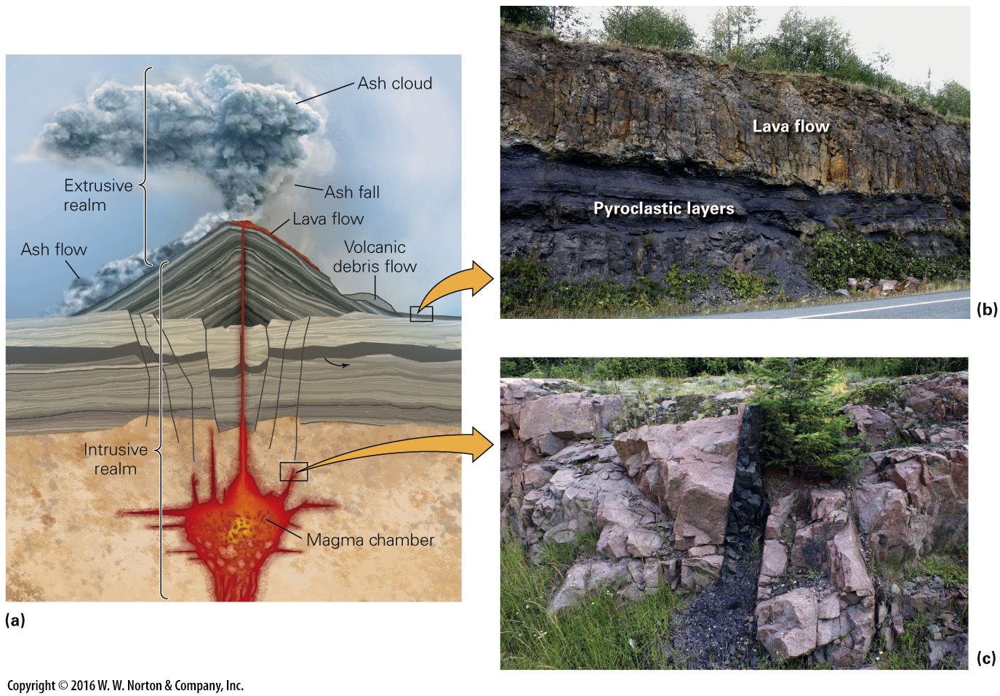 Ash cloud
Extrusive
realm
Ash fall
Lava flow
Ash flow
Volcanic
debris flow
Intrusive
realm
Magma chamber
(a)
Lava flow
Pyroclastic layers
(b)
(c)
Copyright © 2016 W. W. Norton & Company, Inc.